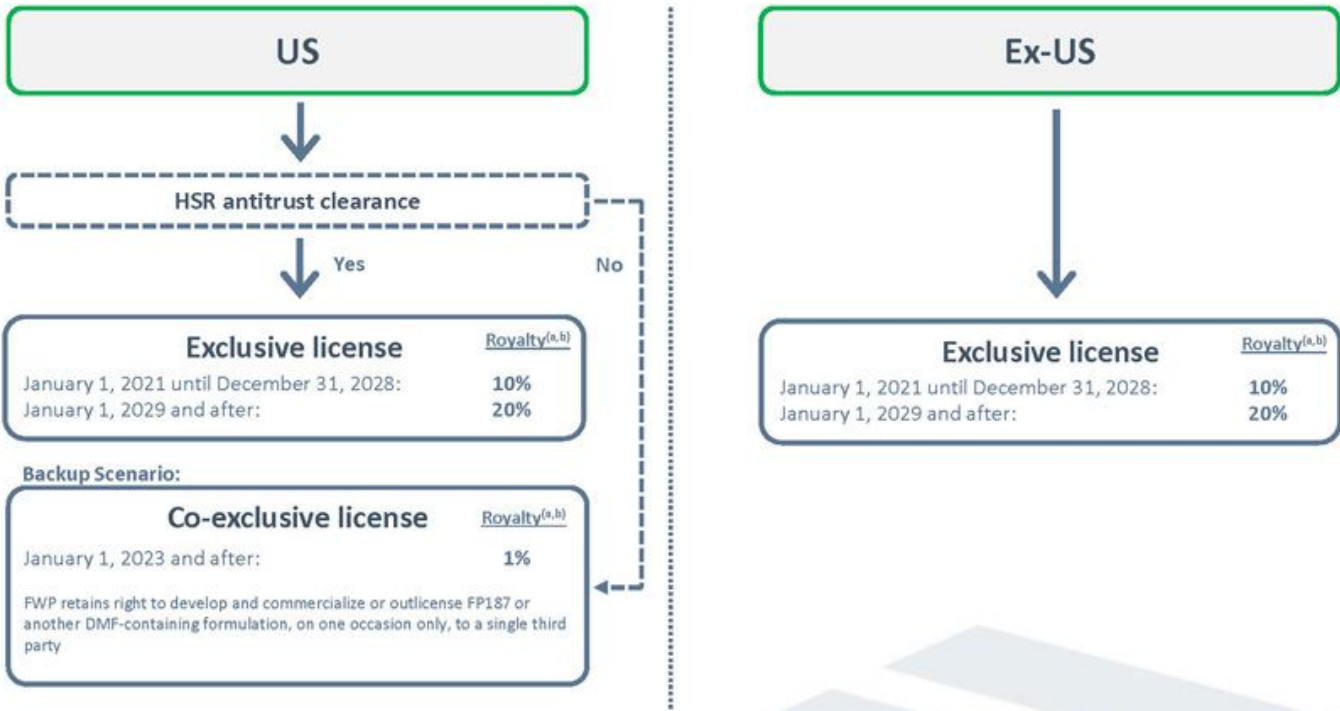 US
HSR antitrust clearance
Yes
No
Exclusive license Royalty(a,b)
January 1, 2021 until December 31, 2028: 10%
January 1, 2029 and after: 20%
Backup Scenario:
Co-exclusive license Royalty(a,b)
January 1, 2023 and after: 1%
FWP retains right to develop and commercialize or outlicense FP187 or
another DMF-containing formulation, on one occasion only, to a single third
party
Ex-US
Exclusive license Royalty(a,b)
January 1, 2021 until December 31, 2028: 10%
January 1, 2029 and after: 20%